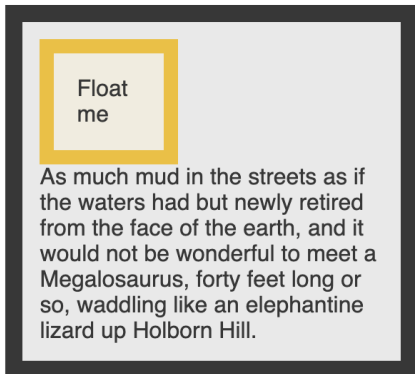 Float
me
As much mud in the streets as if
the waters had but newly retired
from the face of the earth, and it
would not be wonderful to meet a
Megalosaurus, forty feet long or
so, waddling like an elephantine
lizard up Holborn Hill.